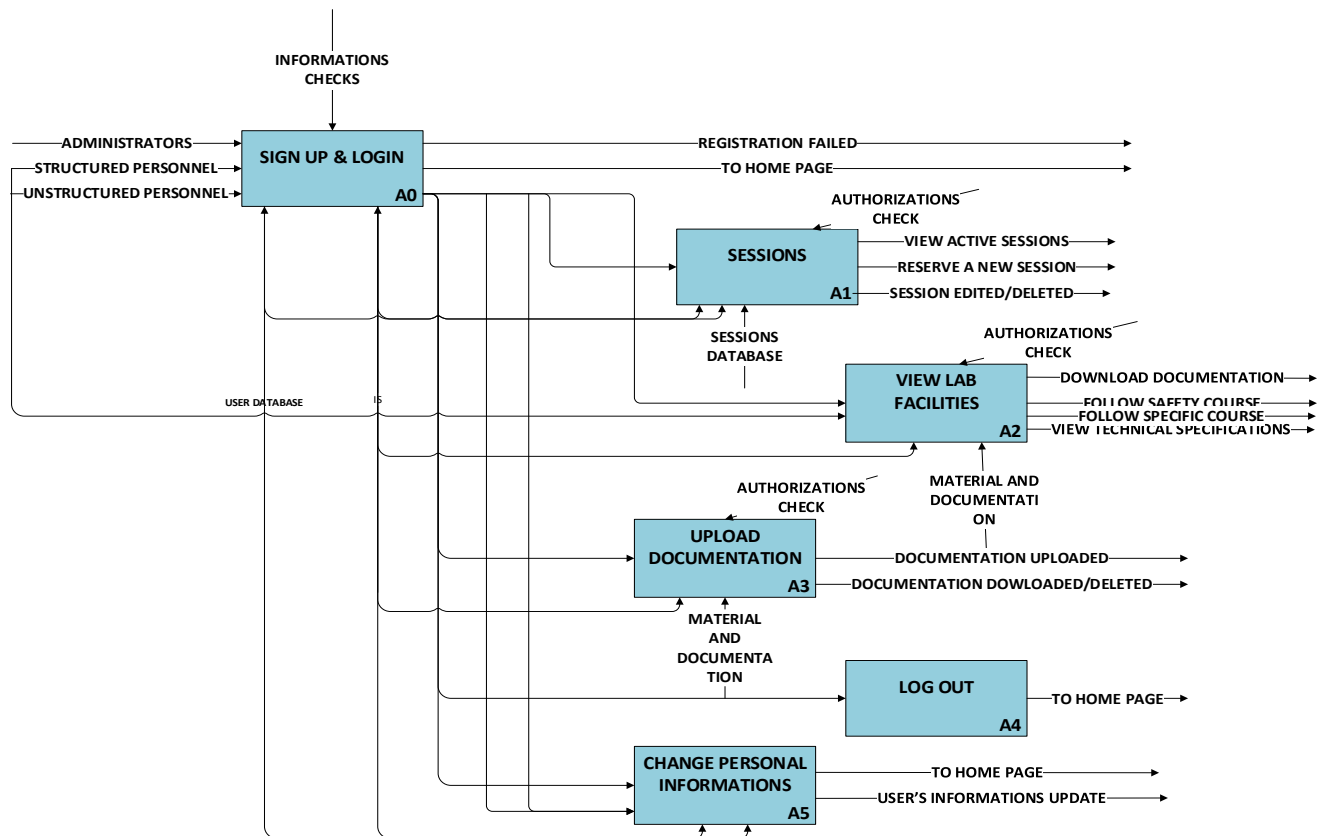 INFORMATIONS
CHECKS
ADMINISTRATORS
STRUCTURED PERSONNEL
UNSTRUCTURED PERSONNEL
SIGN UP & LOGIN
A0
REGISTRATION FAILED
TO HOME PAGE
AUTHORIZATIONS
CHECK
SESSIONS
A1
VIEW ACTIVE SESSIONS
RESERVE A NEW SESSION
SESSION EDITED/DELETED
SESSIONS
DATABASE
AUTHORIZATIONS
CHECK
VIEW LAB
FACILITIES
A2
DOWNLOAD DOCUMENTATION
FOLLOW SAFETY COURSE
FOLLOW SPECIFIC COURSE
VIEW TECHNICAL SPECIFICATIONS
USER DATABASE
IS
MATERIAL AND
DOCUMENTATI
ON
AUTHORIZATIONS
CHECK
UPLOAD
DOCUMENTATION
A3
DOCUMENTATION UPLOADED
DOCUMENTATION DOWLOADED/DELETED
MATERIAL
AND
DOCUMENTA
TION
LOG OUT
A4
TO HOME PAGE
CHANGE PERSONAL
INFORMATIONS
A5
TO HOME PAGE
USER'S INFORMATIONS UPDATE